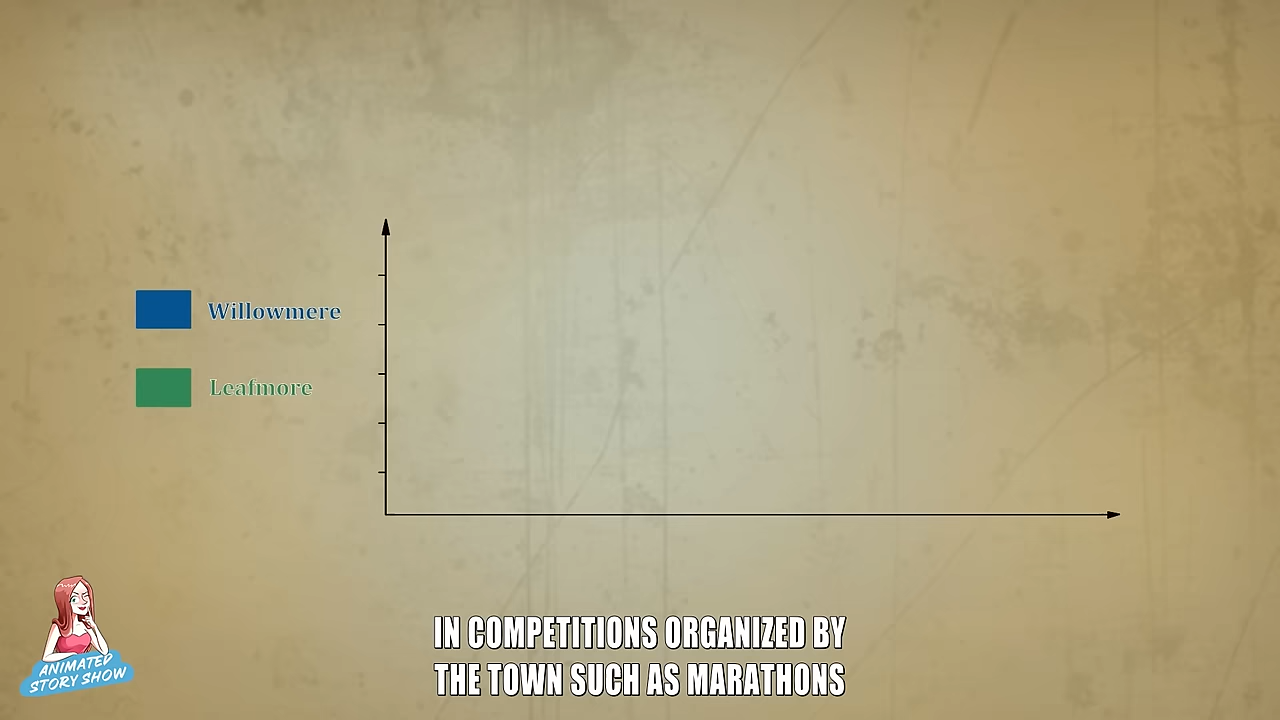 Willowmere
Leafmore
IN COMPETITIONS ORGANIZED BY
THE TOWN SUCH AS MARATHONS
ANIMATED
STORY SHOW